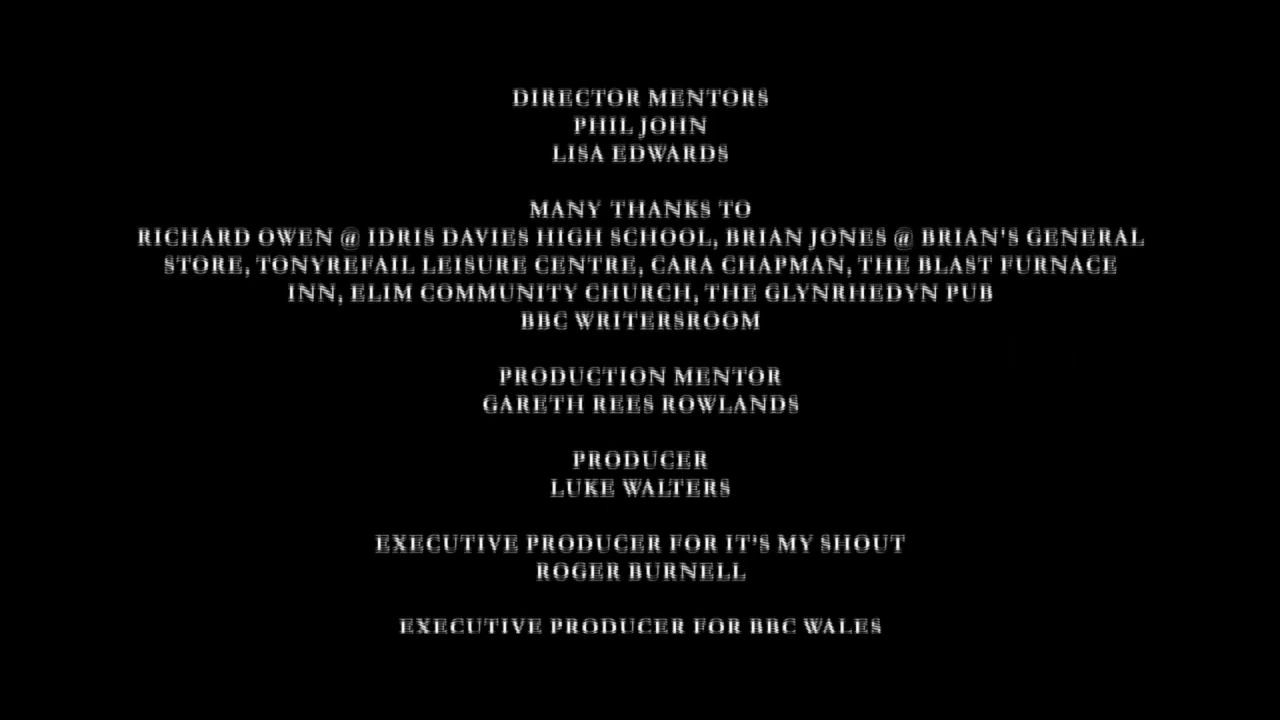 DIRECTOR MENTORS
PHIL JOHN
LISA EDWARDS
MANY THANKS TO
RICHARD OWEN @ IDRIS DAVIES HIGH SCHOOL, BRIAN JONES @ BRIAN'S GENERAL
STORE, TONYREFAIL LEISURE CENTRE, CARA CHAPMAN, THE BLAST FURNACE
INN, ELIM COMMUNITY CHURCH, THE GLYNRHEDYN PUB
BBC WRITERSROOM
PRODUCTION MENTOR
GARETH REES ROWLANDS
PRODUCER
LUKE WALTERS
EXECUTIVE PRODUCER FOR IT'S MY SHOUT
ROGER BURNELL
EXECUTIVE PRODUCER FOR BBC WALES